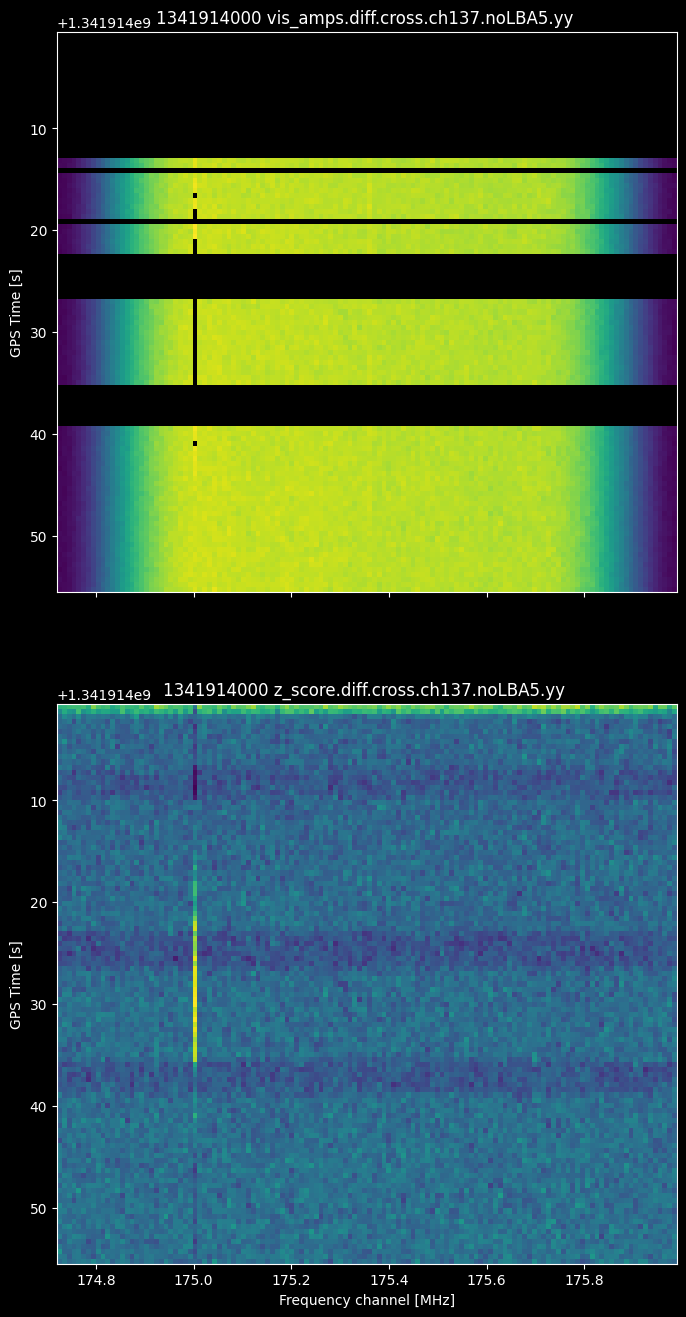 +1.341914e9 1341914000 vis_amps.diff.cross.ch137.noLBA5.yy
10
20
30
40
50
GPS Time [s]
+1.341914e9 1341914000 z_score.diff.cross.ch137.noLBA5.yy
10
20
30
40
50
GPS Time [s]
174.8 175.0 175.2 175.4 175.6 175.8
Frequency channel [MHz]